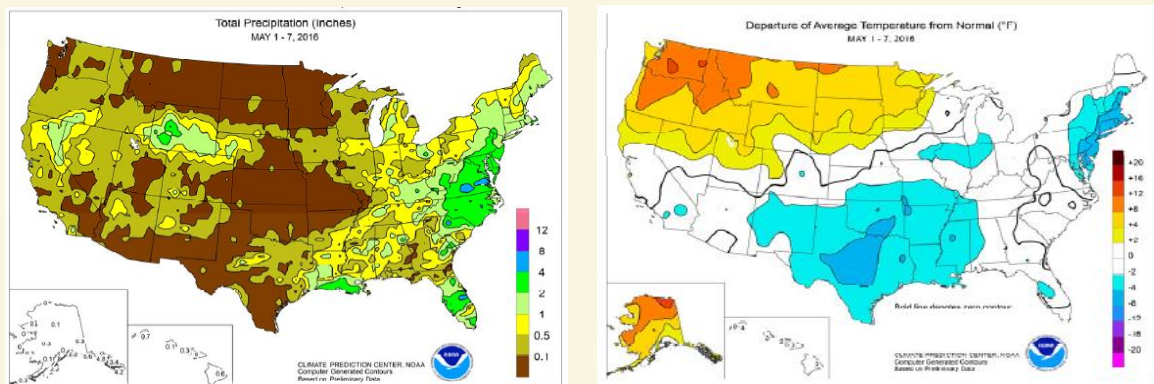 Total Precipitation (Inches)
MAY 1 - 7, 2016
12
8
4
2
1
0.5
0.1
CLIMATE PREDICTION CENTER, NOAA
Computer Generated Contours
Based on Preliminary Data
Departure of Average Temperature from Normal (°F)
MAY 1 - 7, 2016
+20
+16
+12
+8
+4
+2
0
-2
-4
-8
-16
-20
Bold line denotes zero contour
CLIMATE PREDICTION CENTER, NOAA
Computer Generated Contours
Based on Preliminary Data